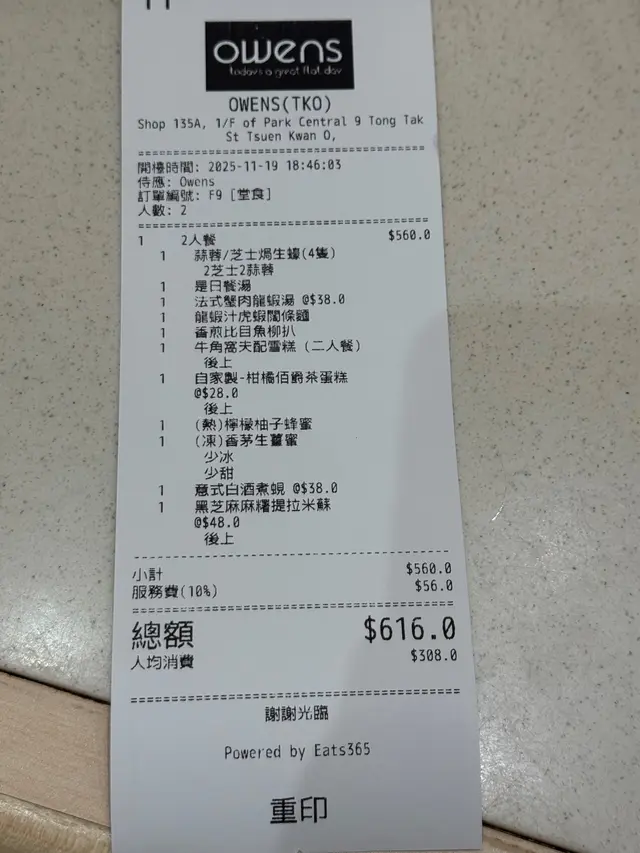 owens
today's a great flat day
OWENS(TKO)
Shop 135A, 1/F of Park Central 9 Tong Tak
St Tsuen Kwan O,
開檯時間: 2025-11-19 18:46:03
侍應: Owens
訂單編號: F9 [堂食]
人數: 2
1 2人餐 $560.0
1 蒜蓉/芝士焗生蠔(4隻)
2芝士2蒜蓉
1 是日餐湯
1 法式蟹肉龍蝦湯 @$38.0
1 龍蝦汁虎蝦闊條麵
1 香煎比目魚柳扒
1 牛角窩夫配雪糕 (二人餐)
後上
1 自家製-柑橘佰爵茶蛋糕
@$28.0
後上
1 (熱)檸檬柚子蜂蜜
1 (凍)香茅生薑蜜
少冰
少甜
1 意式白酒煮蜆 @$38.0
1 黑芝麻麻糬提拉米蘇
@$48.0
後上
小計 $560.0
服務費(10%) $56.0
總額 $616.0
人均消費 $308.0
謝謝光臨
Powered by Eats365
重印